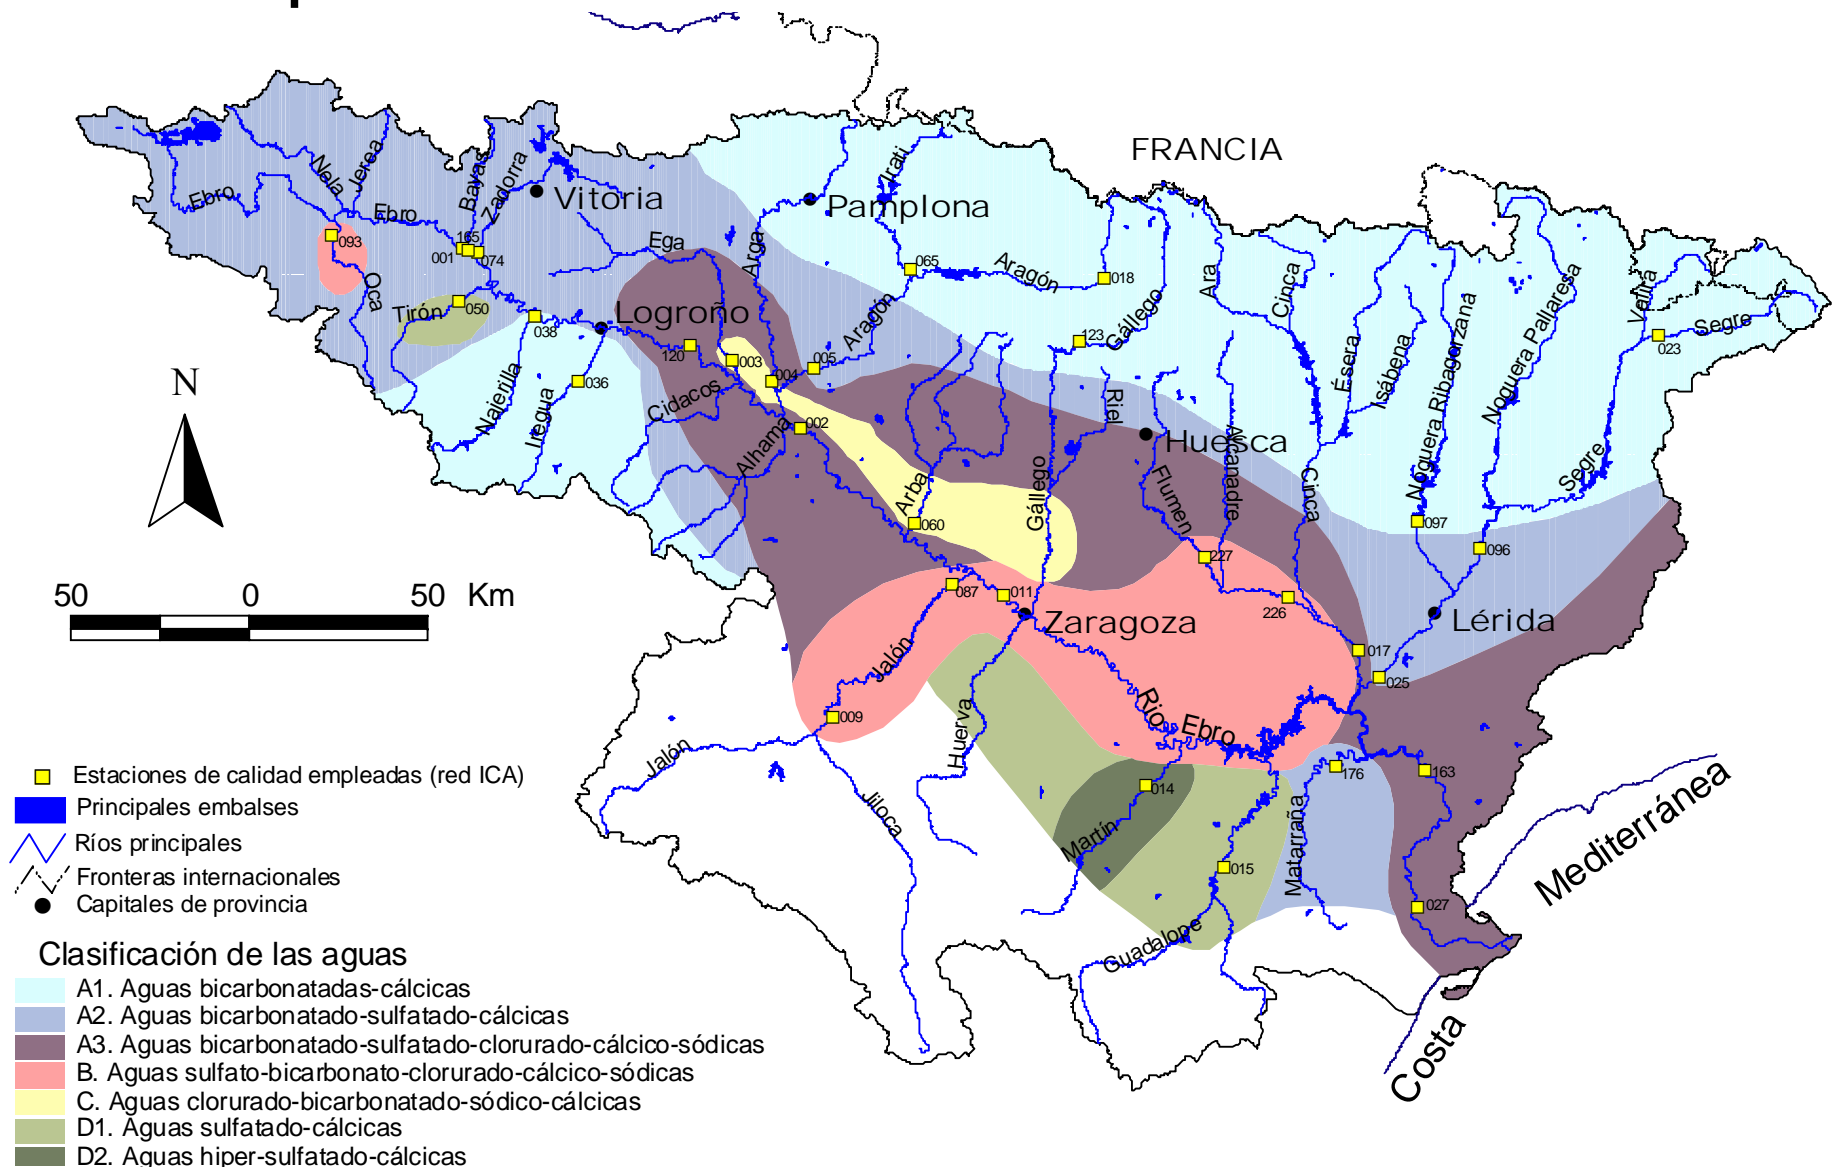 FRANCIA
Nela
Jerea
Bayas
Zadorra
Vitoria
Ebro
Ebro
093
165
001
074
Oca
Tirón
050
038
Ega
Logroño
Arga
Pamplona
Irati
065
Aragón
018
Aragón
123
Gállego
Ara
Cinca
Ésera
Isábena
Noguera Ribagorzana
Noguera Pallaresa
Valira
Segre
023
120
003
004
005
036
Najerilla
Iregua
Cidacos
Alhama
002
Riel
Huesca
Alcanadre
Flumen
Cinca
Segre
097
096
Arba
060
Gállego
227
226
N
50 0 50 Km
087
011
Zaragoza
Lérida
017
025
Jalón
009
Huerva
Rio
Ebro
Jalón
Jiloca
014
Martín
015
Guadalope
Matarraña
176
163
027
Mediterránea
Costa
Estaciones de calidad empleadas (red ICA)
Principales embalses
Ríos principales
Fronteras internacionales
Capitales de provincia
Clasificación de las aguas
A1. Aguas bicarbonatadas-cálcicas
A2. Aguas bicarbonatado-sulfatado-cálcicas
A3. Aguas bicarbonatado-sulfatado-clorurado-cálcico-sódicas
B. Aguas sulfato-bicarbonato-clorurado-cálcico-sódicas
C. Aguas clorurado-bicarbonatado-sódico-cálcicas
D1. Aguas sulfatado-cálcicas
D2. Aguas hiper-sulfatado-cálcicas